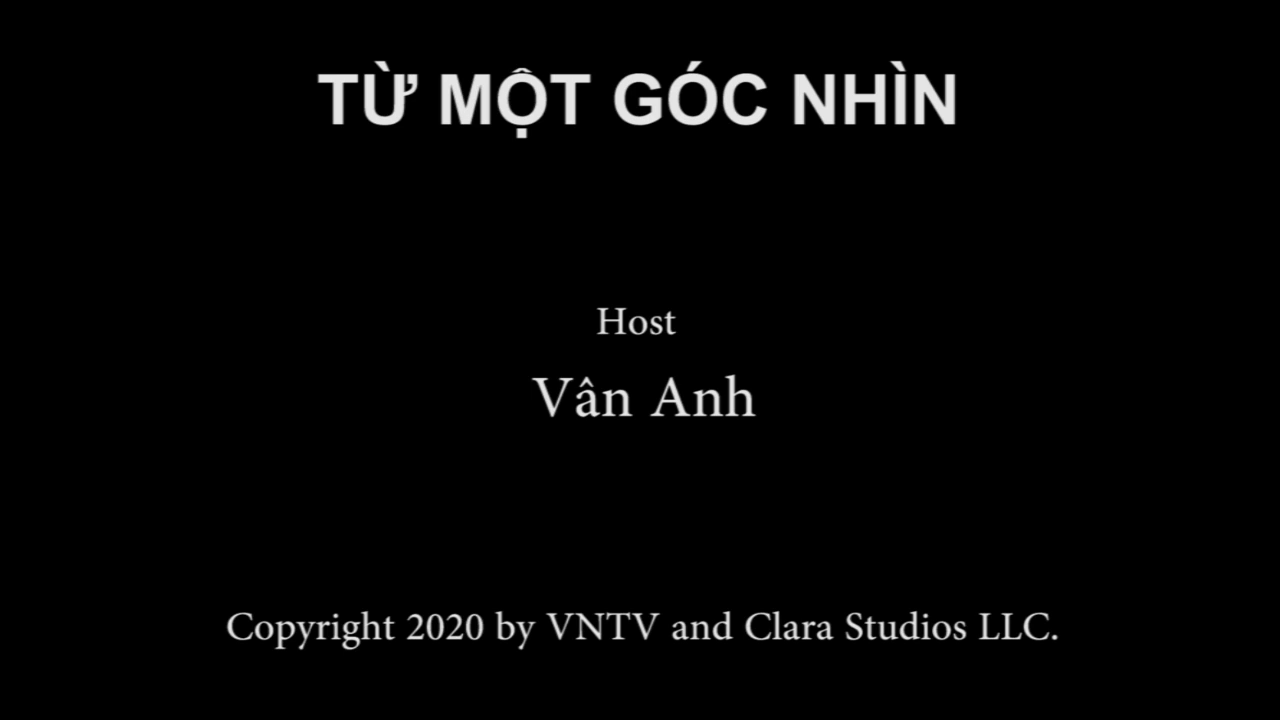 TỪ MỘT GÓC NHÌN
Host
Vân Anh
Copyright 2020 by VNTV and Clara Studios LLC.